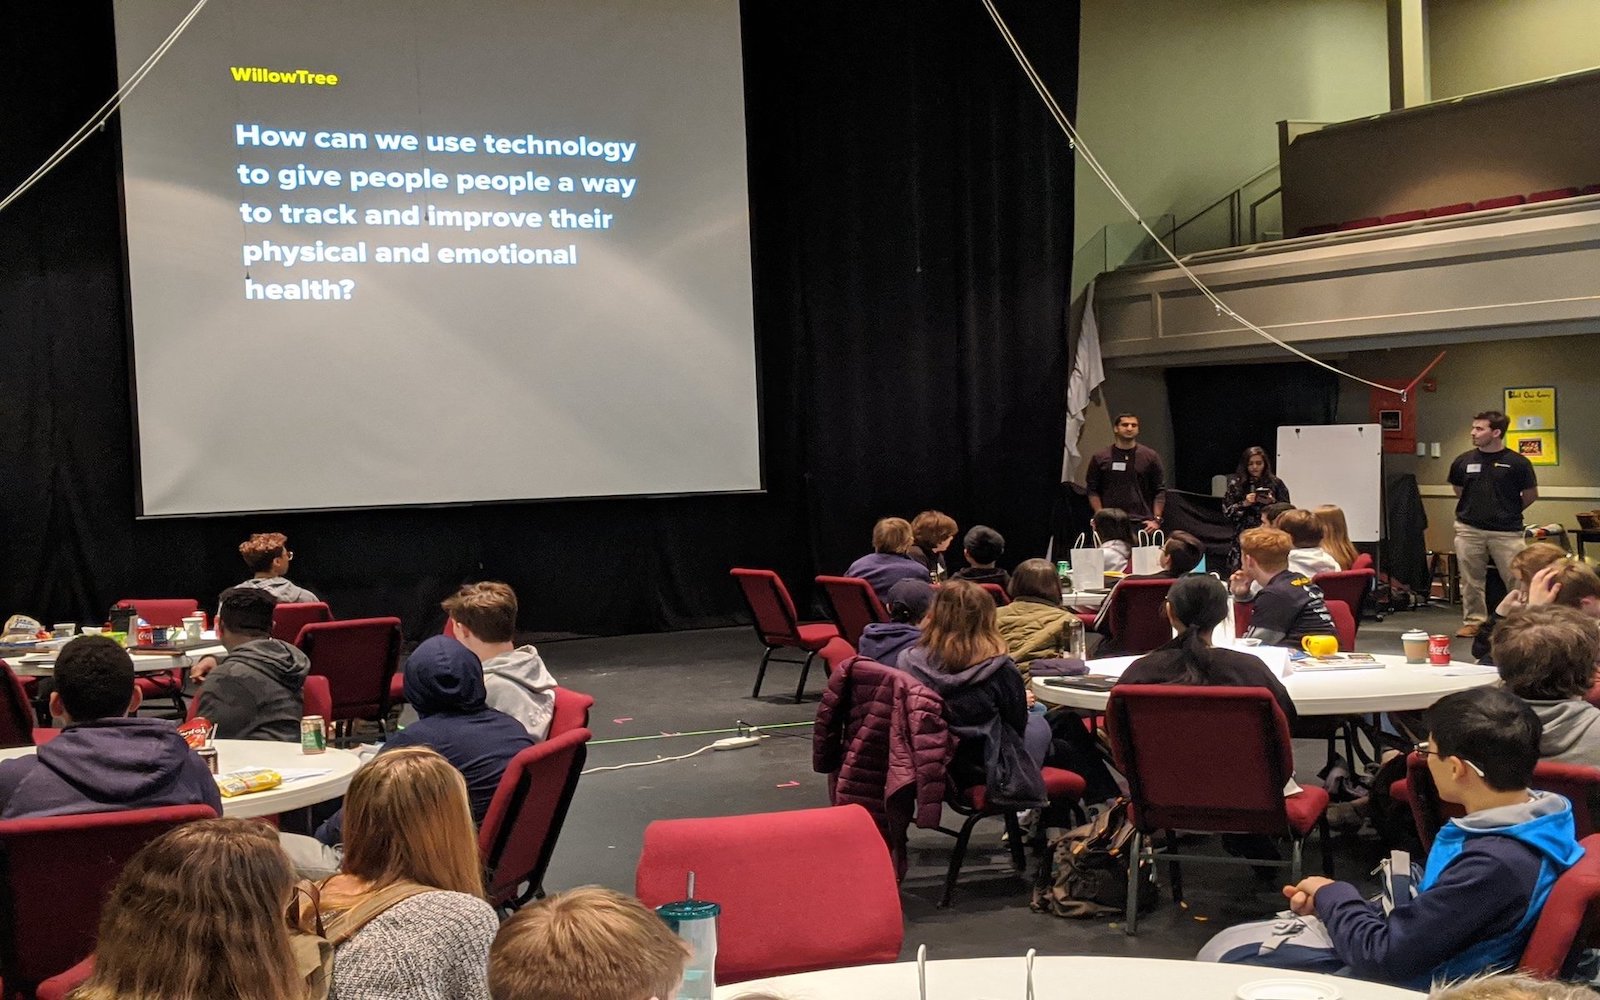 WillowTree
How can we use technology
to give people people a way
to track and improve their
physical and emotional
health?